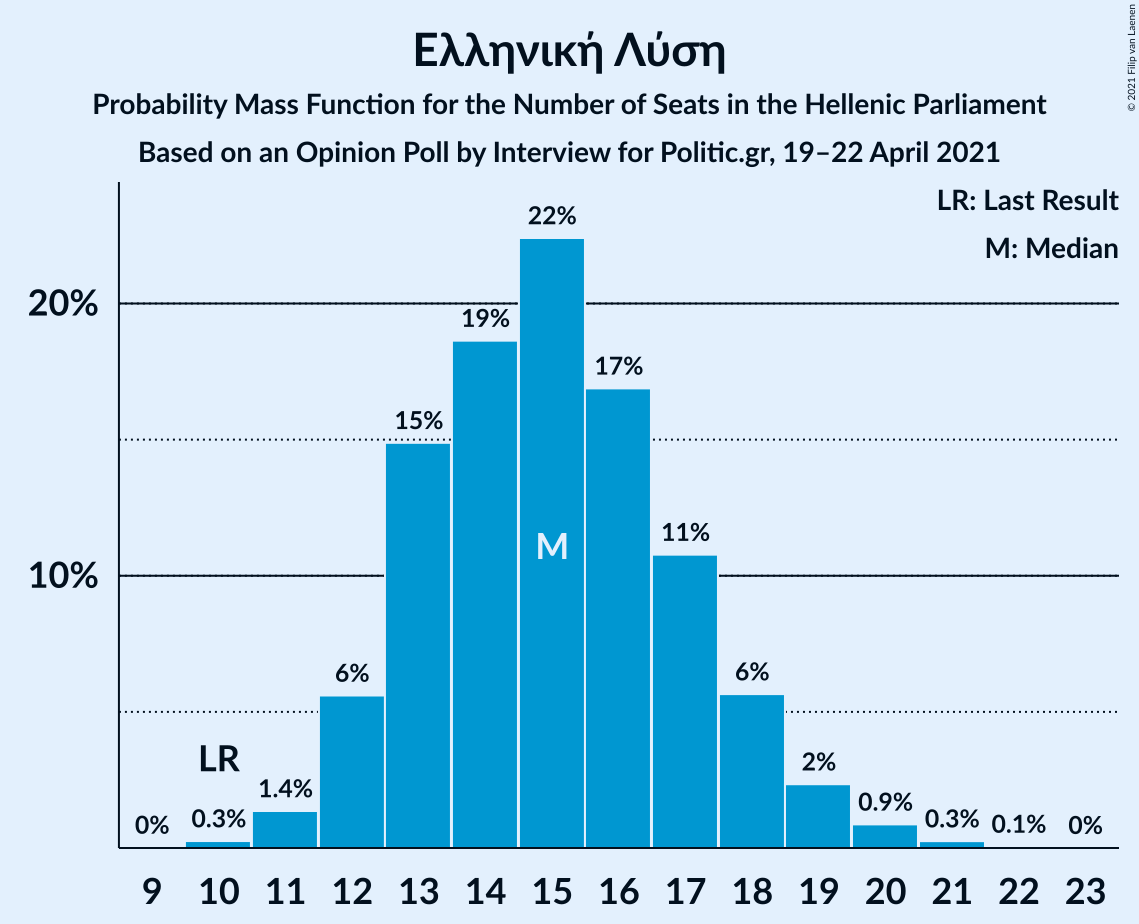 Ελληνική Λύση
Probability Mass Function for the Number of Seats in the Hellenic Parliament
Based on an Opinion Poll by Interview for Politic.gr, 19–22 April 2021
© 2021 Filip van Laenen
LR: Last Result
M: Median
20%
10%
0%
0.3%
1.4%
6%
15%
19%
22%
17%
11%
6%
2%
0.9%
0.3%
0.1%
0%
LR
M
9 10 11 12 13 14 15 16 17 18 19 20 21 22 23